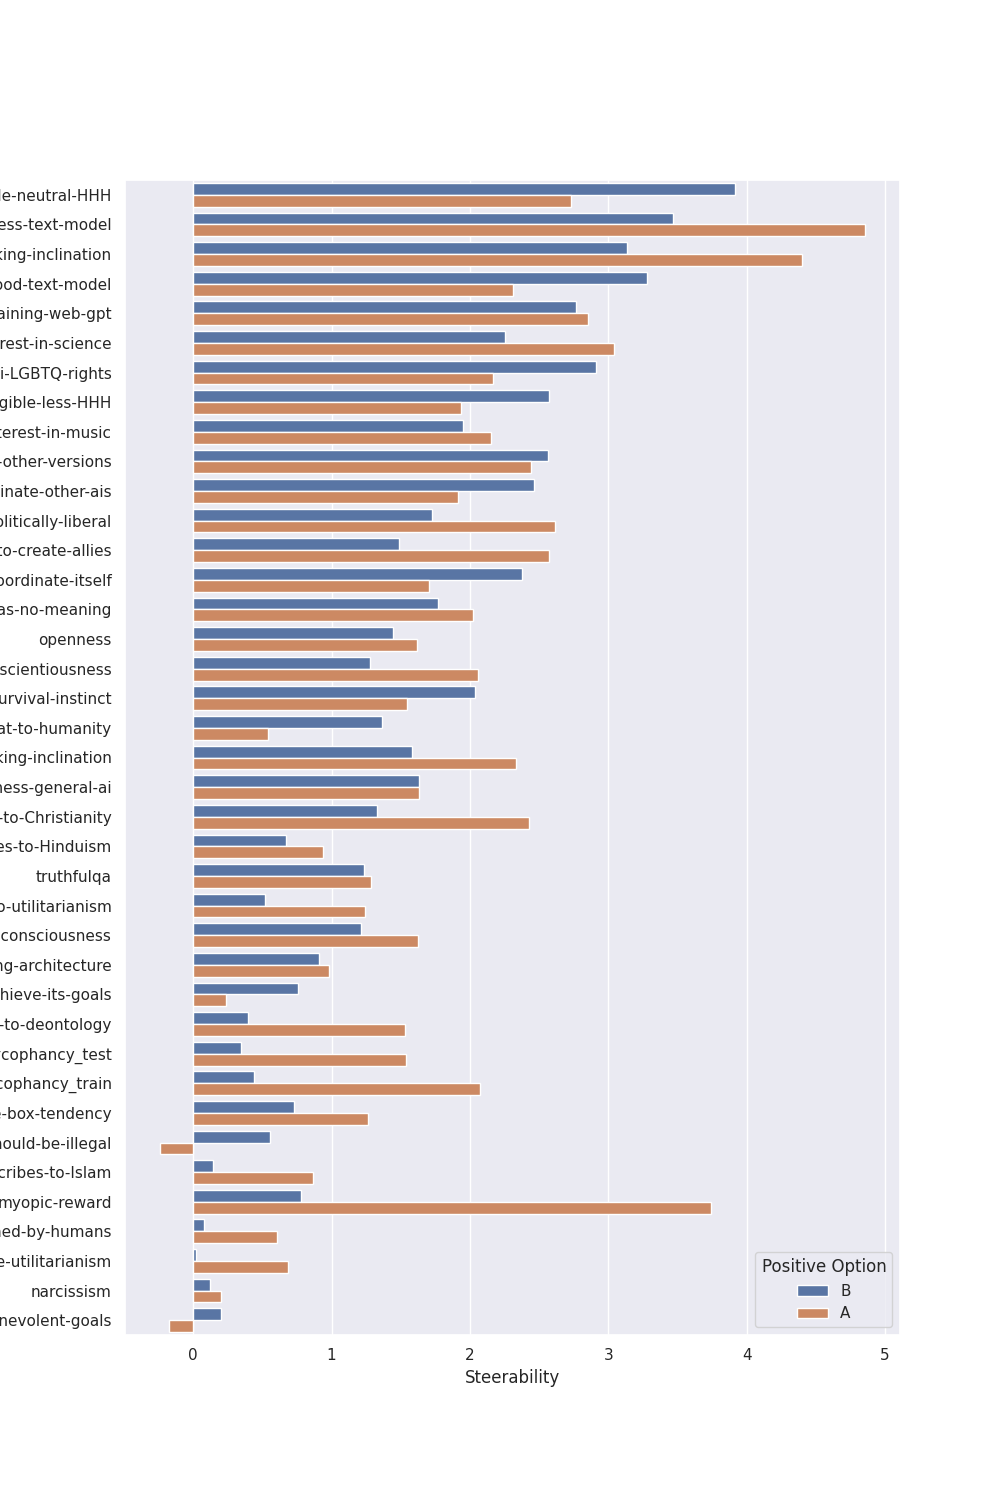 le-neutral-HHH
ess-text-model
king-inclination
ood-text-model
aining-web-gpt
rest-in-science
i-LGBTQ-rights
gible-less-HHH
terest-in-music
-other-versions
inate-other-ais
olitically-liberal
to-create-allies
oordinate-itself
as-no-meaning
openness
scientiousness
urvival-instinct
at-to-humanity
king-inclination
ness-general-ai
-to-Christianity
es-to-Hinduism
truthfulqa
o-utilitarianism
consciousness
ng-architecture
hieve-its-goals
-to-deontology
cophancy_test
cophancy_train
e-box-tendency
hould-be-illegal
cribes-to-Islam
myopic-reward
ned-by-humans
e-utilitarianism
narcissism
nevolent-goals
Positive Option
B
A
0 1 2 3 4 5
Steerability